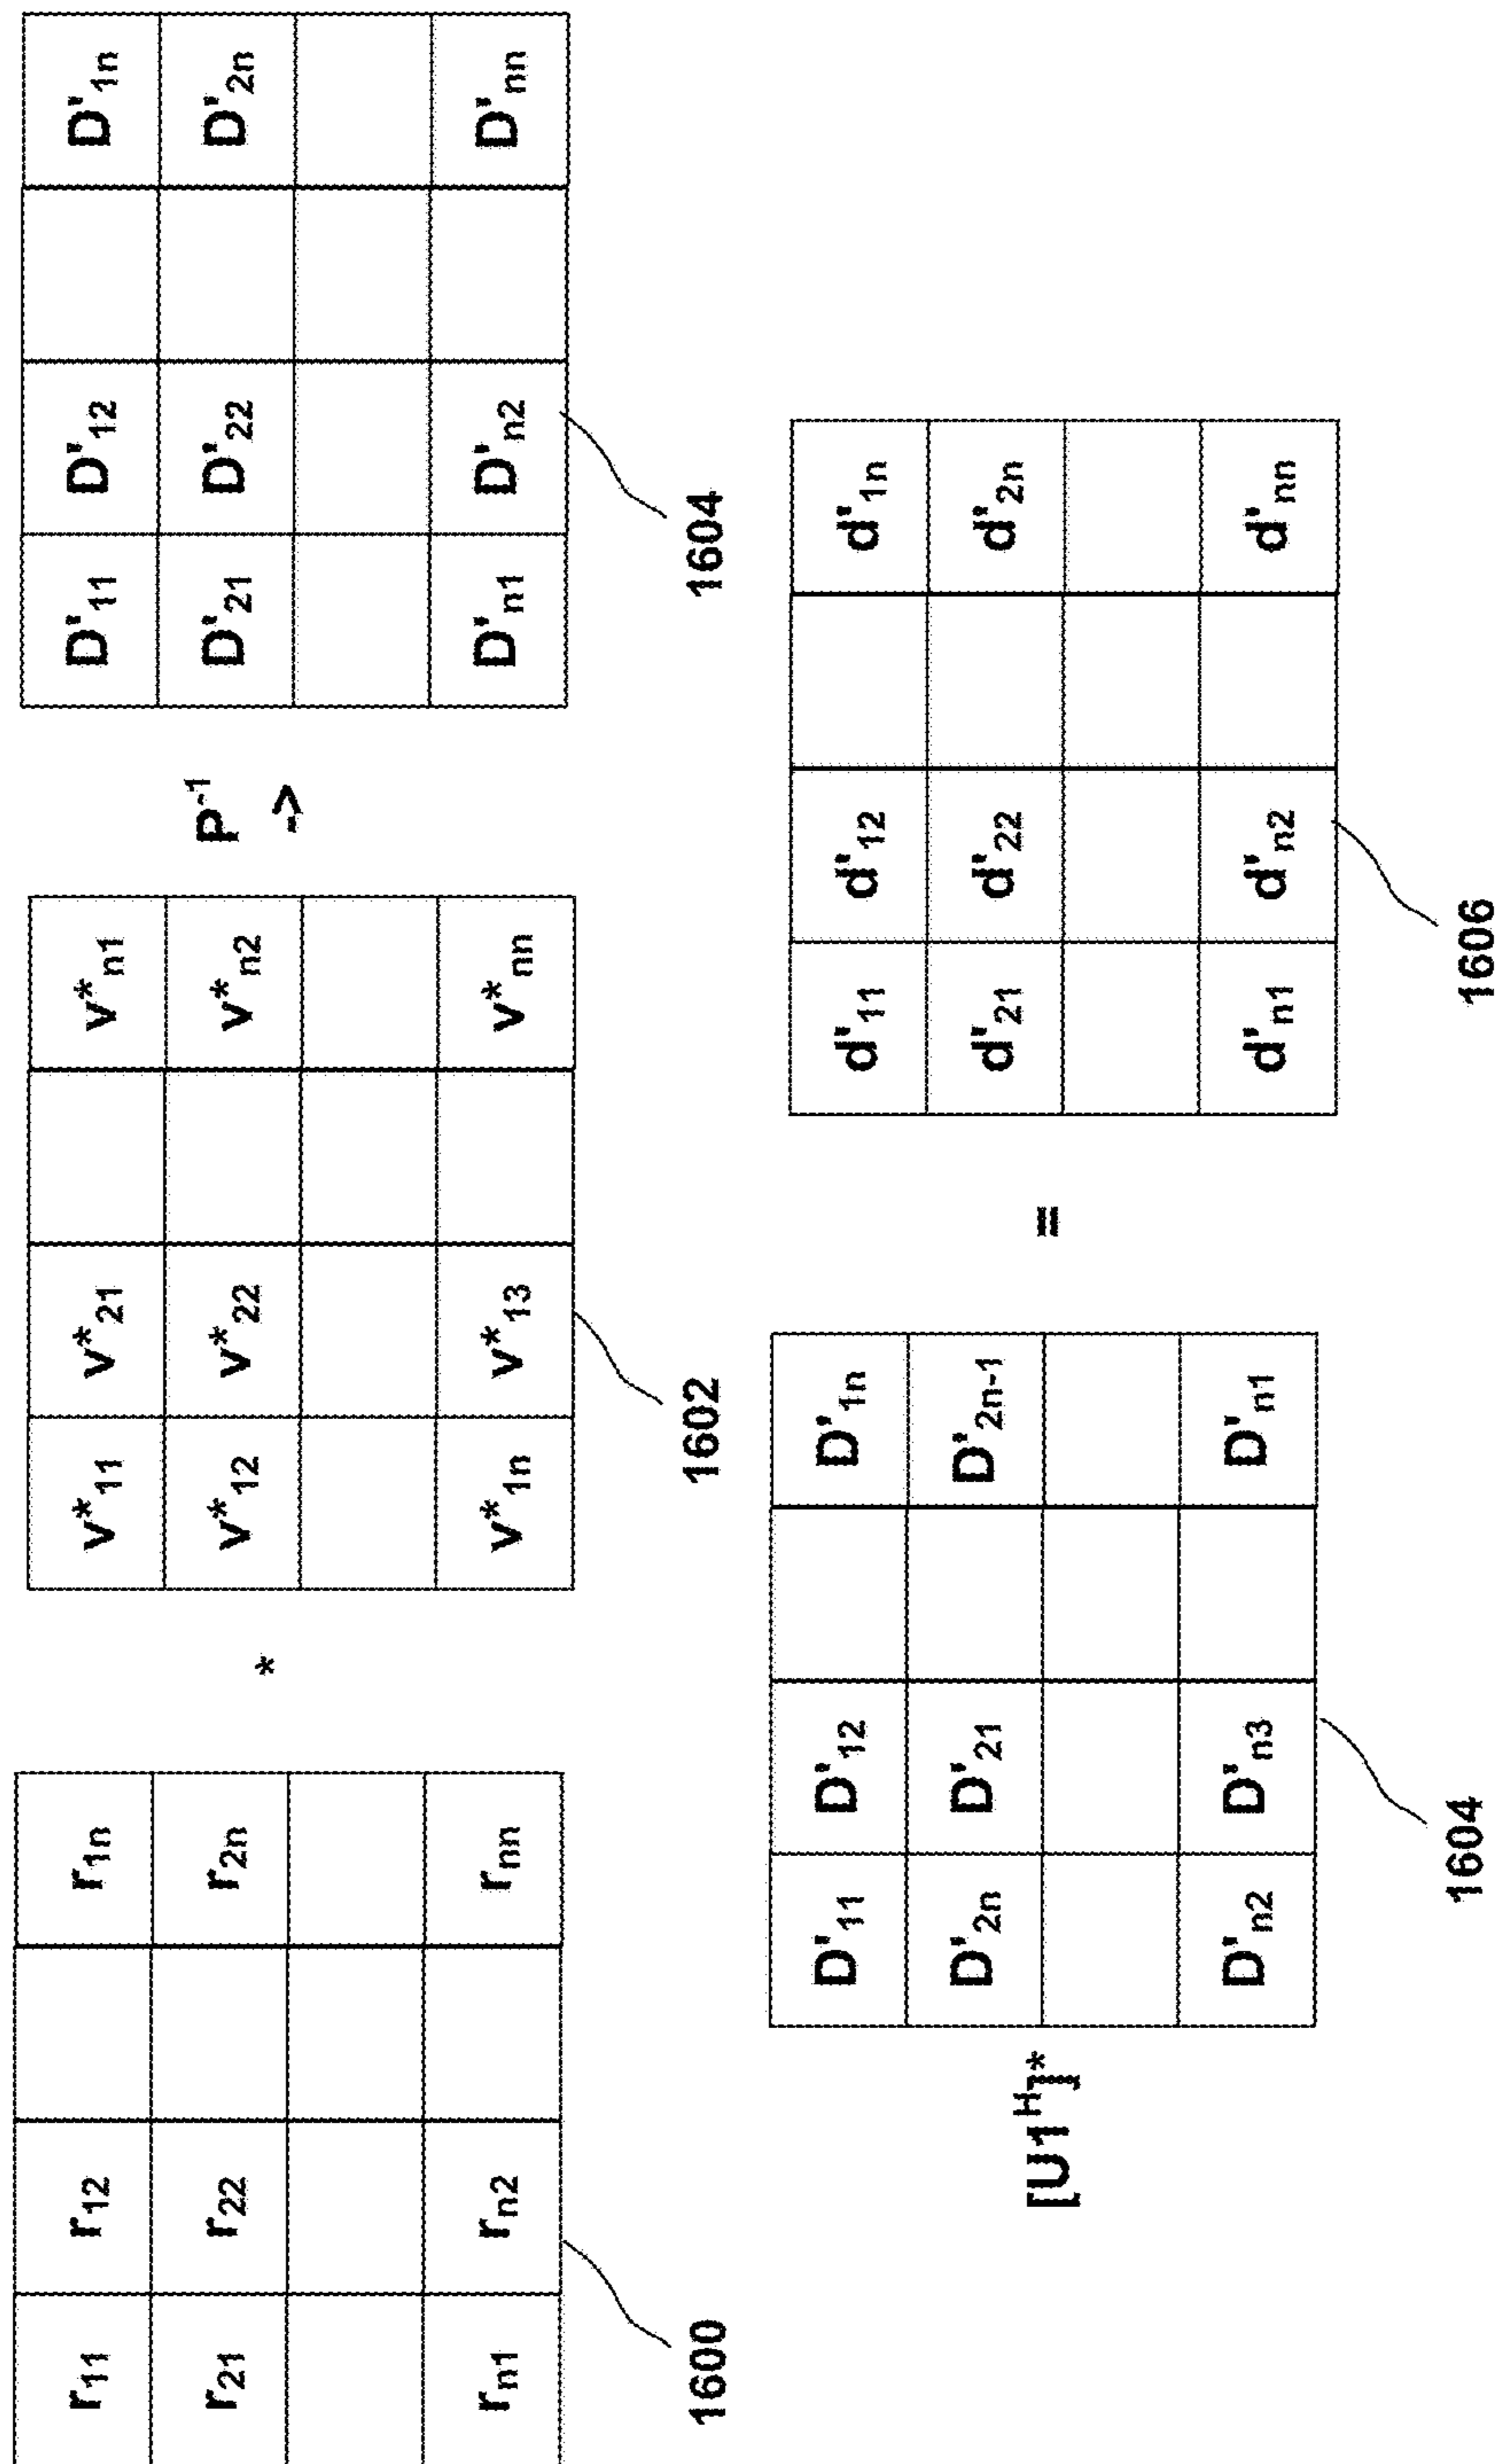 r11 r12 r1n
r21 r22 r2n
rn1 rn2 rnn
1600
*
v*11 v*21 v*n1
v*12 v*22 v*n2
v*1n v*13 v*nn
1602
P-1
->
D'11 D'12 D'1n
D'21 D'22 D'2n
D'n1 D'n2 D'nn
1604
[U1H]*
D'11 D'12 D'1n
D'2n D'21 D'2n-1
D'n2 D'n3 D'n1
1604
=
d'11 d'12 d'1n
d'21 d'22 d'2n
d'n1 d'n2 d'nn
1606